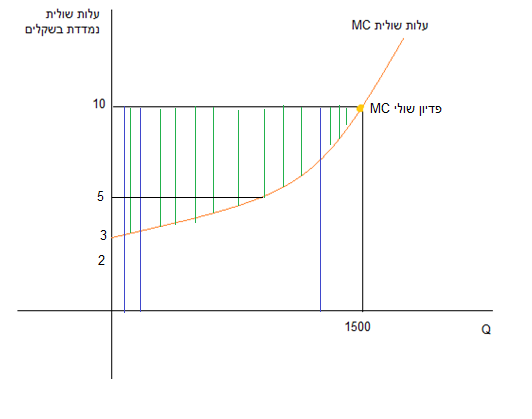 עלות שולית
נמדדת בשקלים
עלות שולית MC
10
פדיון שולי MC
5
3
2
1500
Q